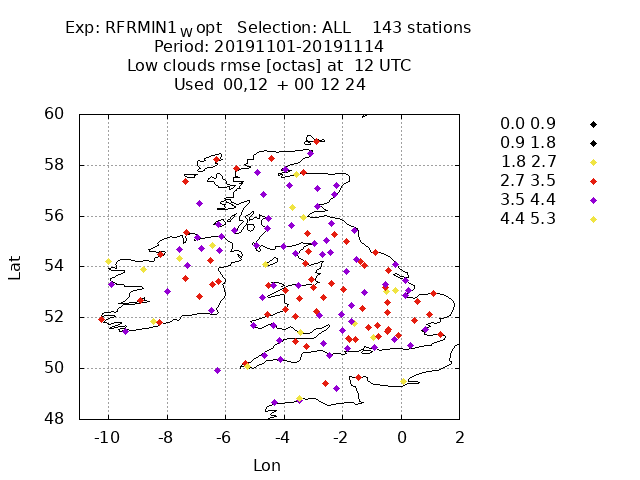 Exp: RFRMIN1wopt Selection: ALL 143 stations
Period: 20191101-20191114
Low clouds rmse [octas] at 12 UTC
Used 00,12 + 00 12 24
60
58
56
54
52
50
48
-10 -8 -6 -4 -2 0 2
Lat
Lon
0.0 0.9
0.9 1.8
1.8 2.7
2.7 3.5
3.5 4.4
4.4 5.3